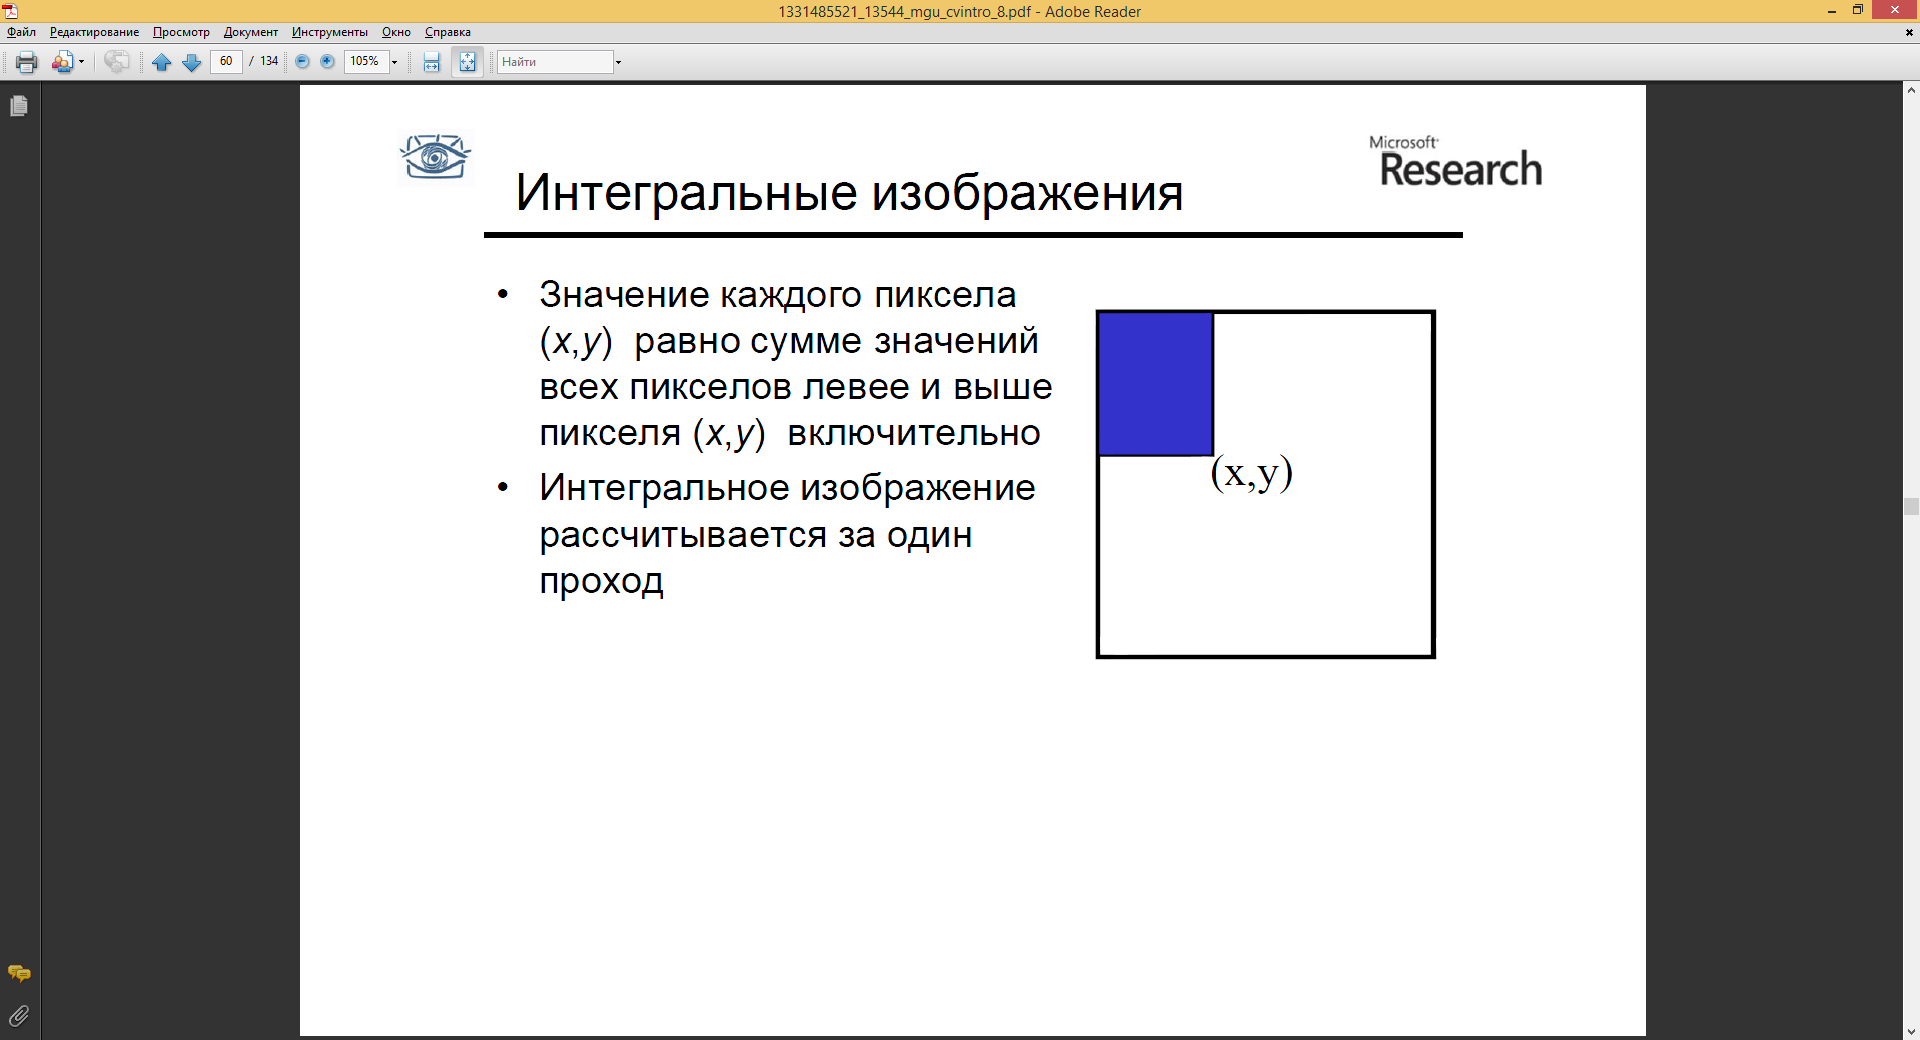 1331485521_13544_mgu_cvintro_8.pdf - Adobe Reader
Файл Редактирование Просмотр Документ Инструменты Окно Справка
60 / 134 105% Найти
Microsoft
Research
Интегральные изображения
• Значение каждого пиксела
(x,y) равно сумме значений
всех пикселов левее и выше
пикселя (x,y) включительно
• Интегральное изображение
рассчитывается за один
проход
(x,y)